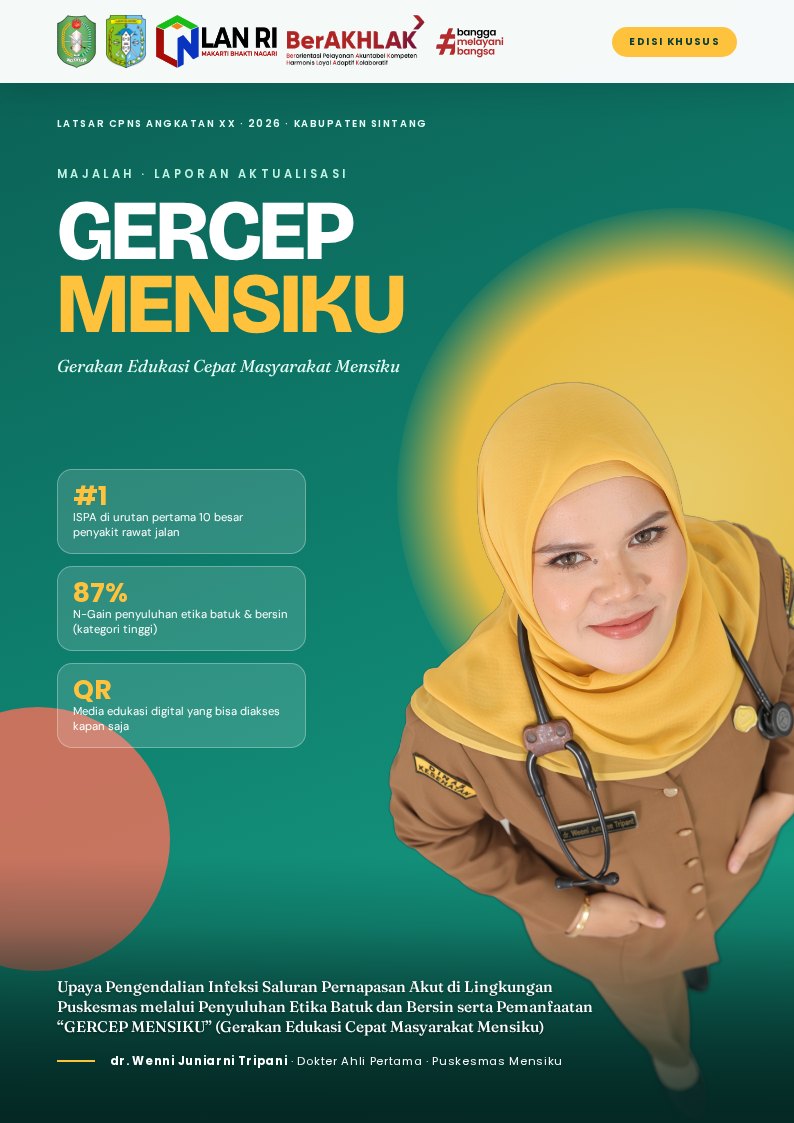 LAN RI
MAKARTI BHAKTI NAGARI
BerAKHLAK
Berorientasi Pelayanan Akuntabel Kompeten
Harmonis Loyal Adaptif Kolaboratif
#bangga
melayani
bangsa
EDISI KHUSUS
LATSAR CPNS ANGKATAN XX · 2026 · KABUPATEN SINTANG
MAJALAH · LAPORAN AKTUALISASI
GERCEP
MENSIKU
Gerakan Edukasi Cepat Masyarakat Mensiku
#1
ISPA di urutan pertama 10 besar
penyakit rawat jalan
87%
N-Gain penyuluhan etika batuk & bersin
(kategori tinggi)
QR
Media edukasi digital yang bisa diakses
kapan saja
DINAS
KESEHATAN
dr. Wenni Juniarni Tripani
Upaya Pengendalian Infeksi Saluran Pernapasan Akut di Lingkungan
Puskesmas melalui Penyuluhan Etika Batuk dan Bersin serta Pemanfaatan
“GERCEP MENSIKU” (Gerakan Edukasi Cepat Masyarakat Mensiku)
dr. Wenni Juniarni Tripani · Dokter Ahli Pertama · Puskesmas Mensiku